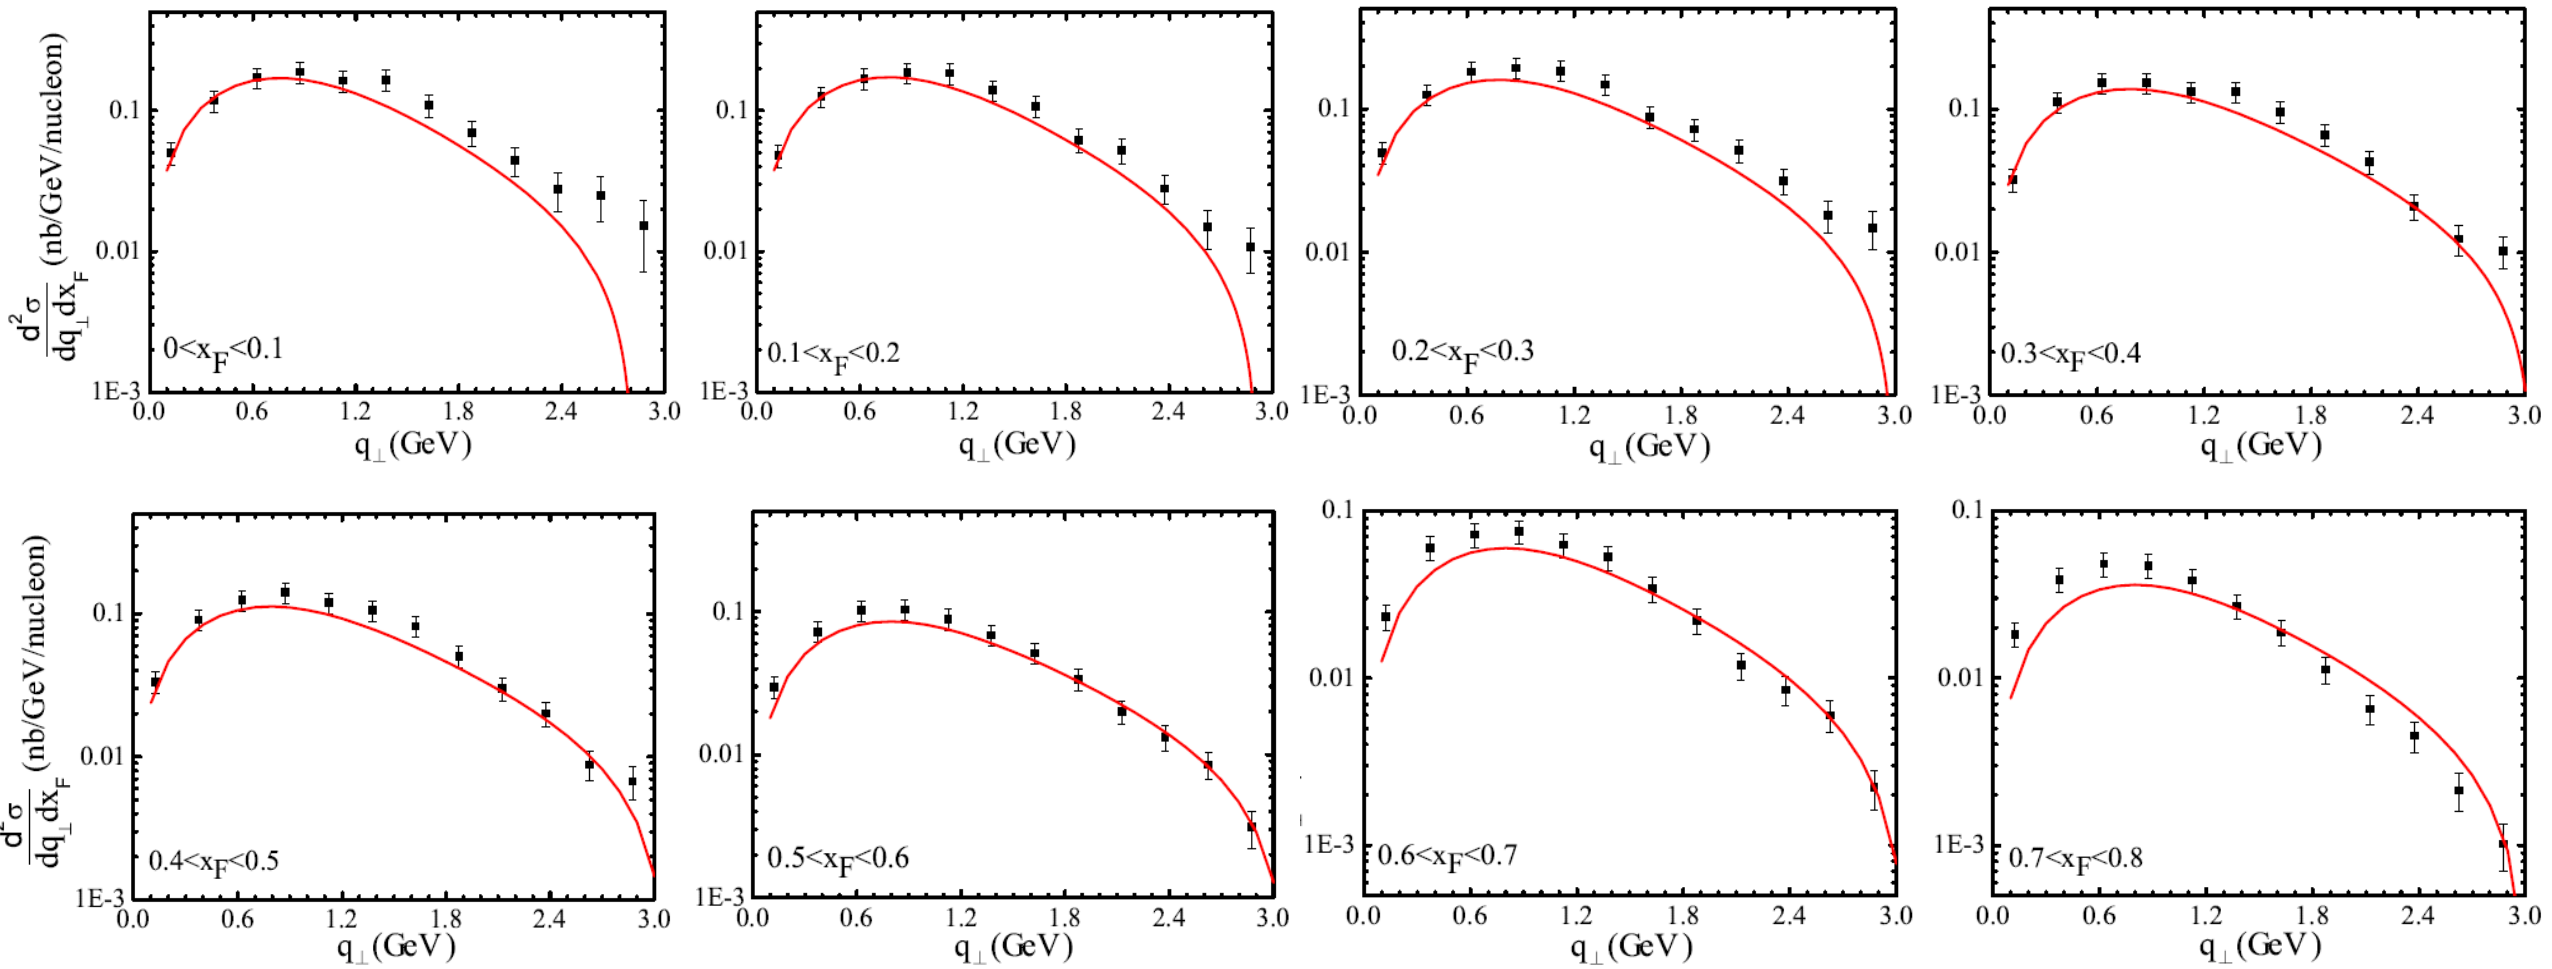 d²σ
dq⊥dx_F (nb/GeV/nucleon)
0.1
0.01
1E-3
0<x_F<0.1
0.0 0.6 1.2 1.8 2.4 3.0
q⊥(GeV)
0.1
0.01
1E-3
0.1<x_F<0.2
0.0 0.6 1.2 1.8 2.4 3.0
q⊥(GeV)
0.1
0.01
1E-3
0.2<x_F<0.3
0.0 0.6 1.2 1.8 2.4 3.0
q⊥(GeV)
0.1
0.01
1E-3
0.3<x_F<0.4
0.0 0.6 1.2 1.8 2.4 3.0
q⊥(GeV)
d²σ
dq⊥dx_F (nb/GeV/nucleon)
0.1
0.01
1E-3
0.4<x_F<0.5
0.0 0.6 1.2 1.8 2.4 3.0
q⊥(GeV)
0.1
0.01
1E-3
0.5<x_F<0.6
0.0 0.6 1.2 1.8 2.4 3.0
q⊥(GeV)
0.1
0.01
1E-3
0.6<x_F<0.7
0.0 0.6 1.2 1.8 2.4 3.0
q⊥(GeV)
0.1
0.01
1E-3
0.7<x_F<0.8
0.0 0.6 1.2 1.8 2.4 3.0
q⊥(GeV)